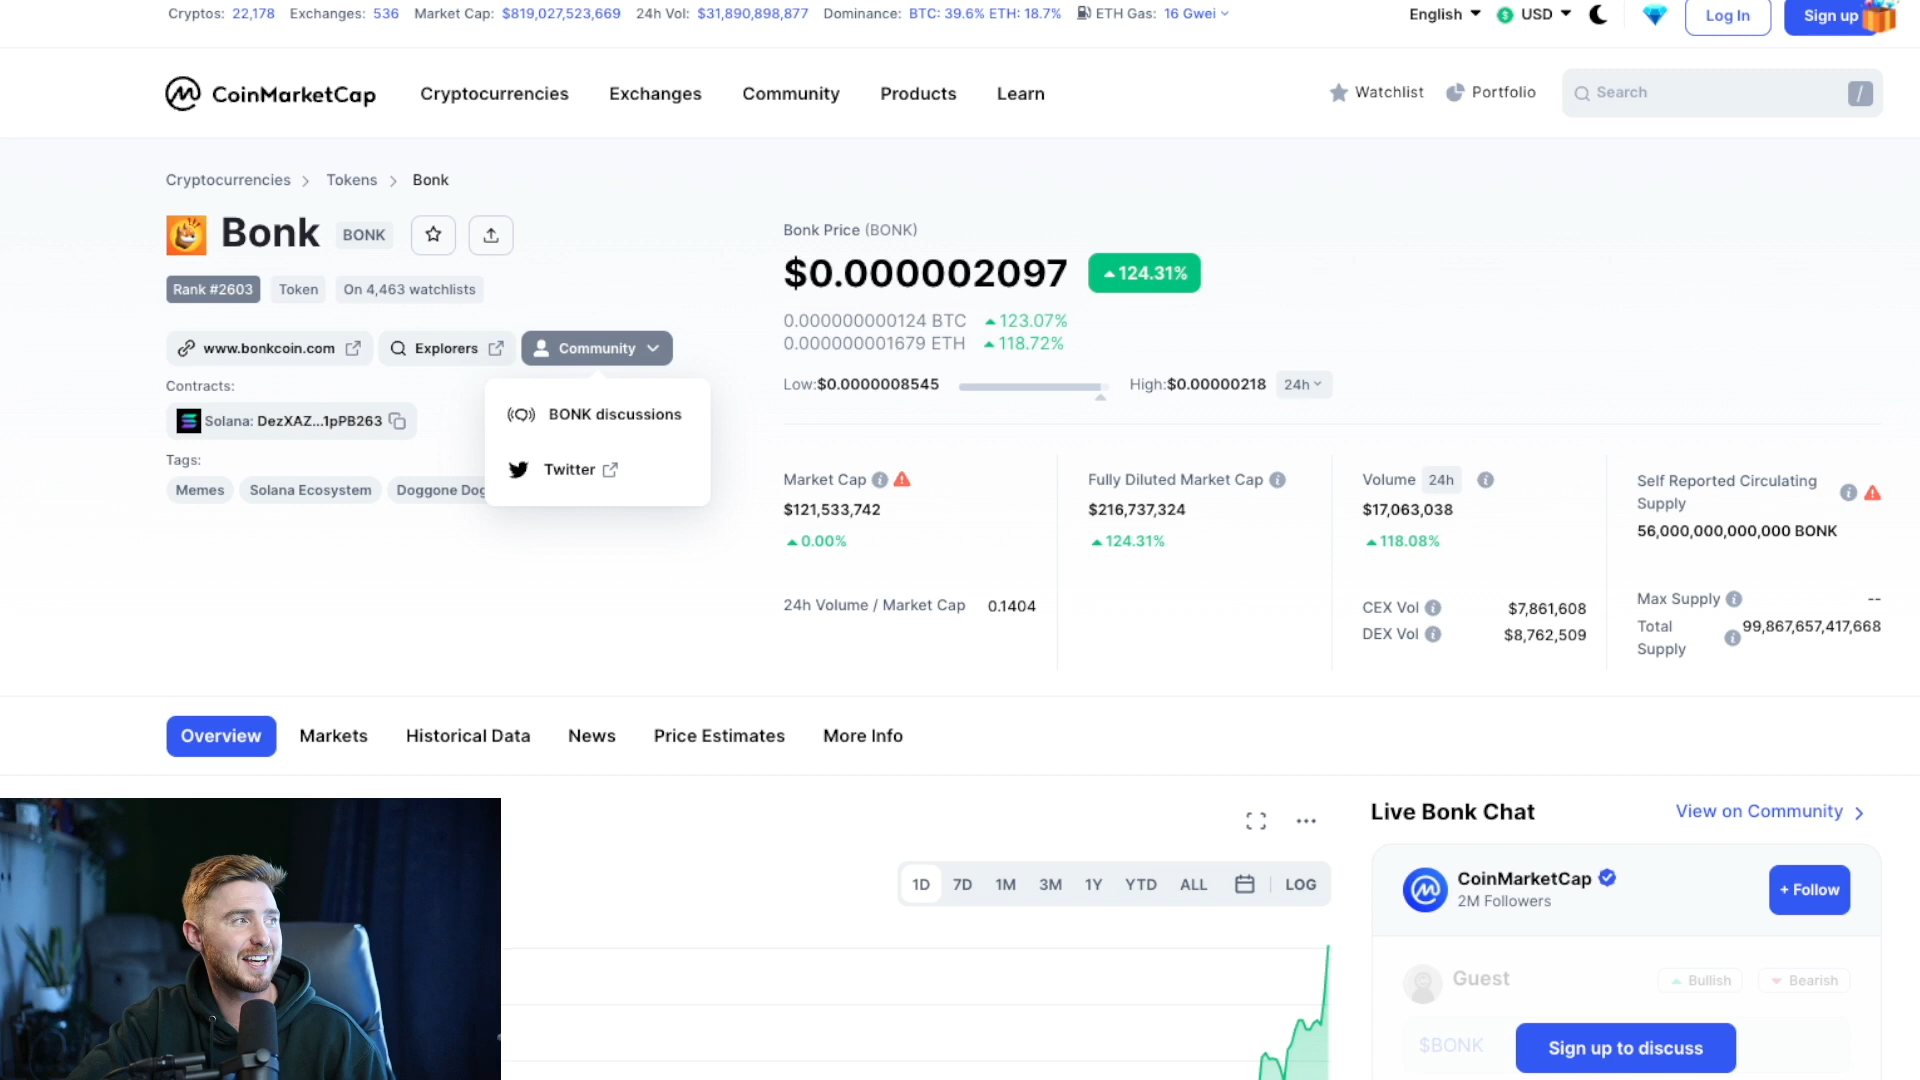 Cryptos: 22,178 Exchanges: 536 Market Cap: $819,027,523,669 24h Vol: $31,890,898,877 Dominance: BTC: 39.6% ETH: 18.7% ETH Gas: 16 Gwei
English USD Log In Sign up
CoinMarketCap Cryptocurrencies Exchanges Community Products Learn
Watchlist Portfolio Search /
Cryptocurrencies > Tokens > Bonk
Bonk BONK
Rank #2603 Token On 4,463 watchlists
www.bonkcoin.com Explorers Community
BONK discussions
Twitter
Contracts:
Solana: DezXAZ...1pPB263
Tags:
Memes Solana Ecosystem Doggone Dog
Bonk Price (BONK)
$0.000002097 124.31%
0.000000000124 BTC 123.07%
0.000000001679 ETH 118.72%
Low:$0.0000008545 High:$0.00000218 24h
Market Cap
$121,533,742
0.00%
24h Volume / Market Cap 0.1404
Fully Diluted Market Cap
$216,737,324
124.31%
Volume 24h
$17,063,038
118.08%
CEX Vol $7,861,608
DEX Vol $8,762,509
Self Reported Circulating
Supply
56,000,000,000,000 BONK
Max Supply --
Total
Supply
99,867,657,417,668
Overview Markets Historical Data News Price Estimates More Info
1D 7D 1M 3M 1Y YTD ALL LOG
Live Bonk Chat View on Community >
CoinMarketCap
2M Followers
+ Follow
Guest Bullish Bearish
$BONK
Sign up to discuss